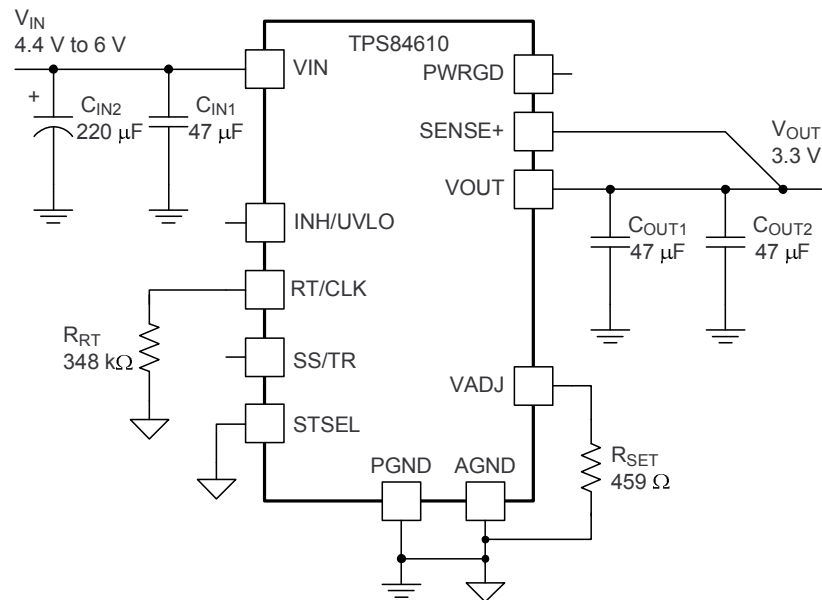 VIN
4.4 V to 6 V
TPS84610
VIN
PWRGD
+
CIN2
220 μF
CIN1
47 μF
SENSE+
VOUT
3.3 V
VOUT
INH/UVLO
COUT1
47 μF
COUT2
47 μF
RT/CLK
RRT
348 kΩ
SS/TR
VADJ
STSEL
PGND
AGND
RSET
459 Ω